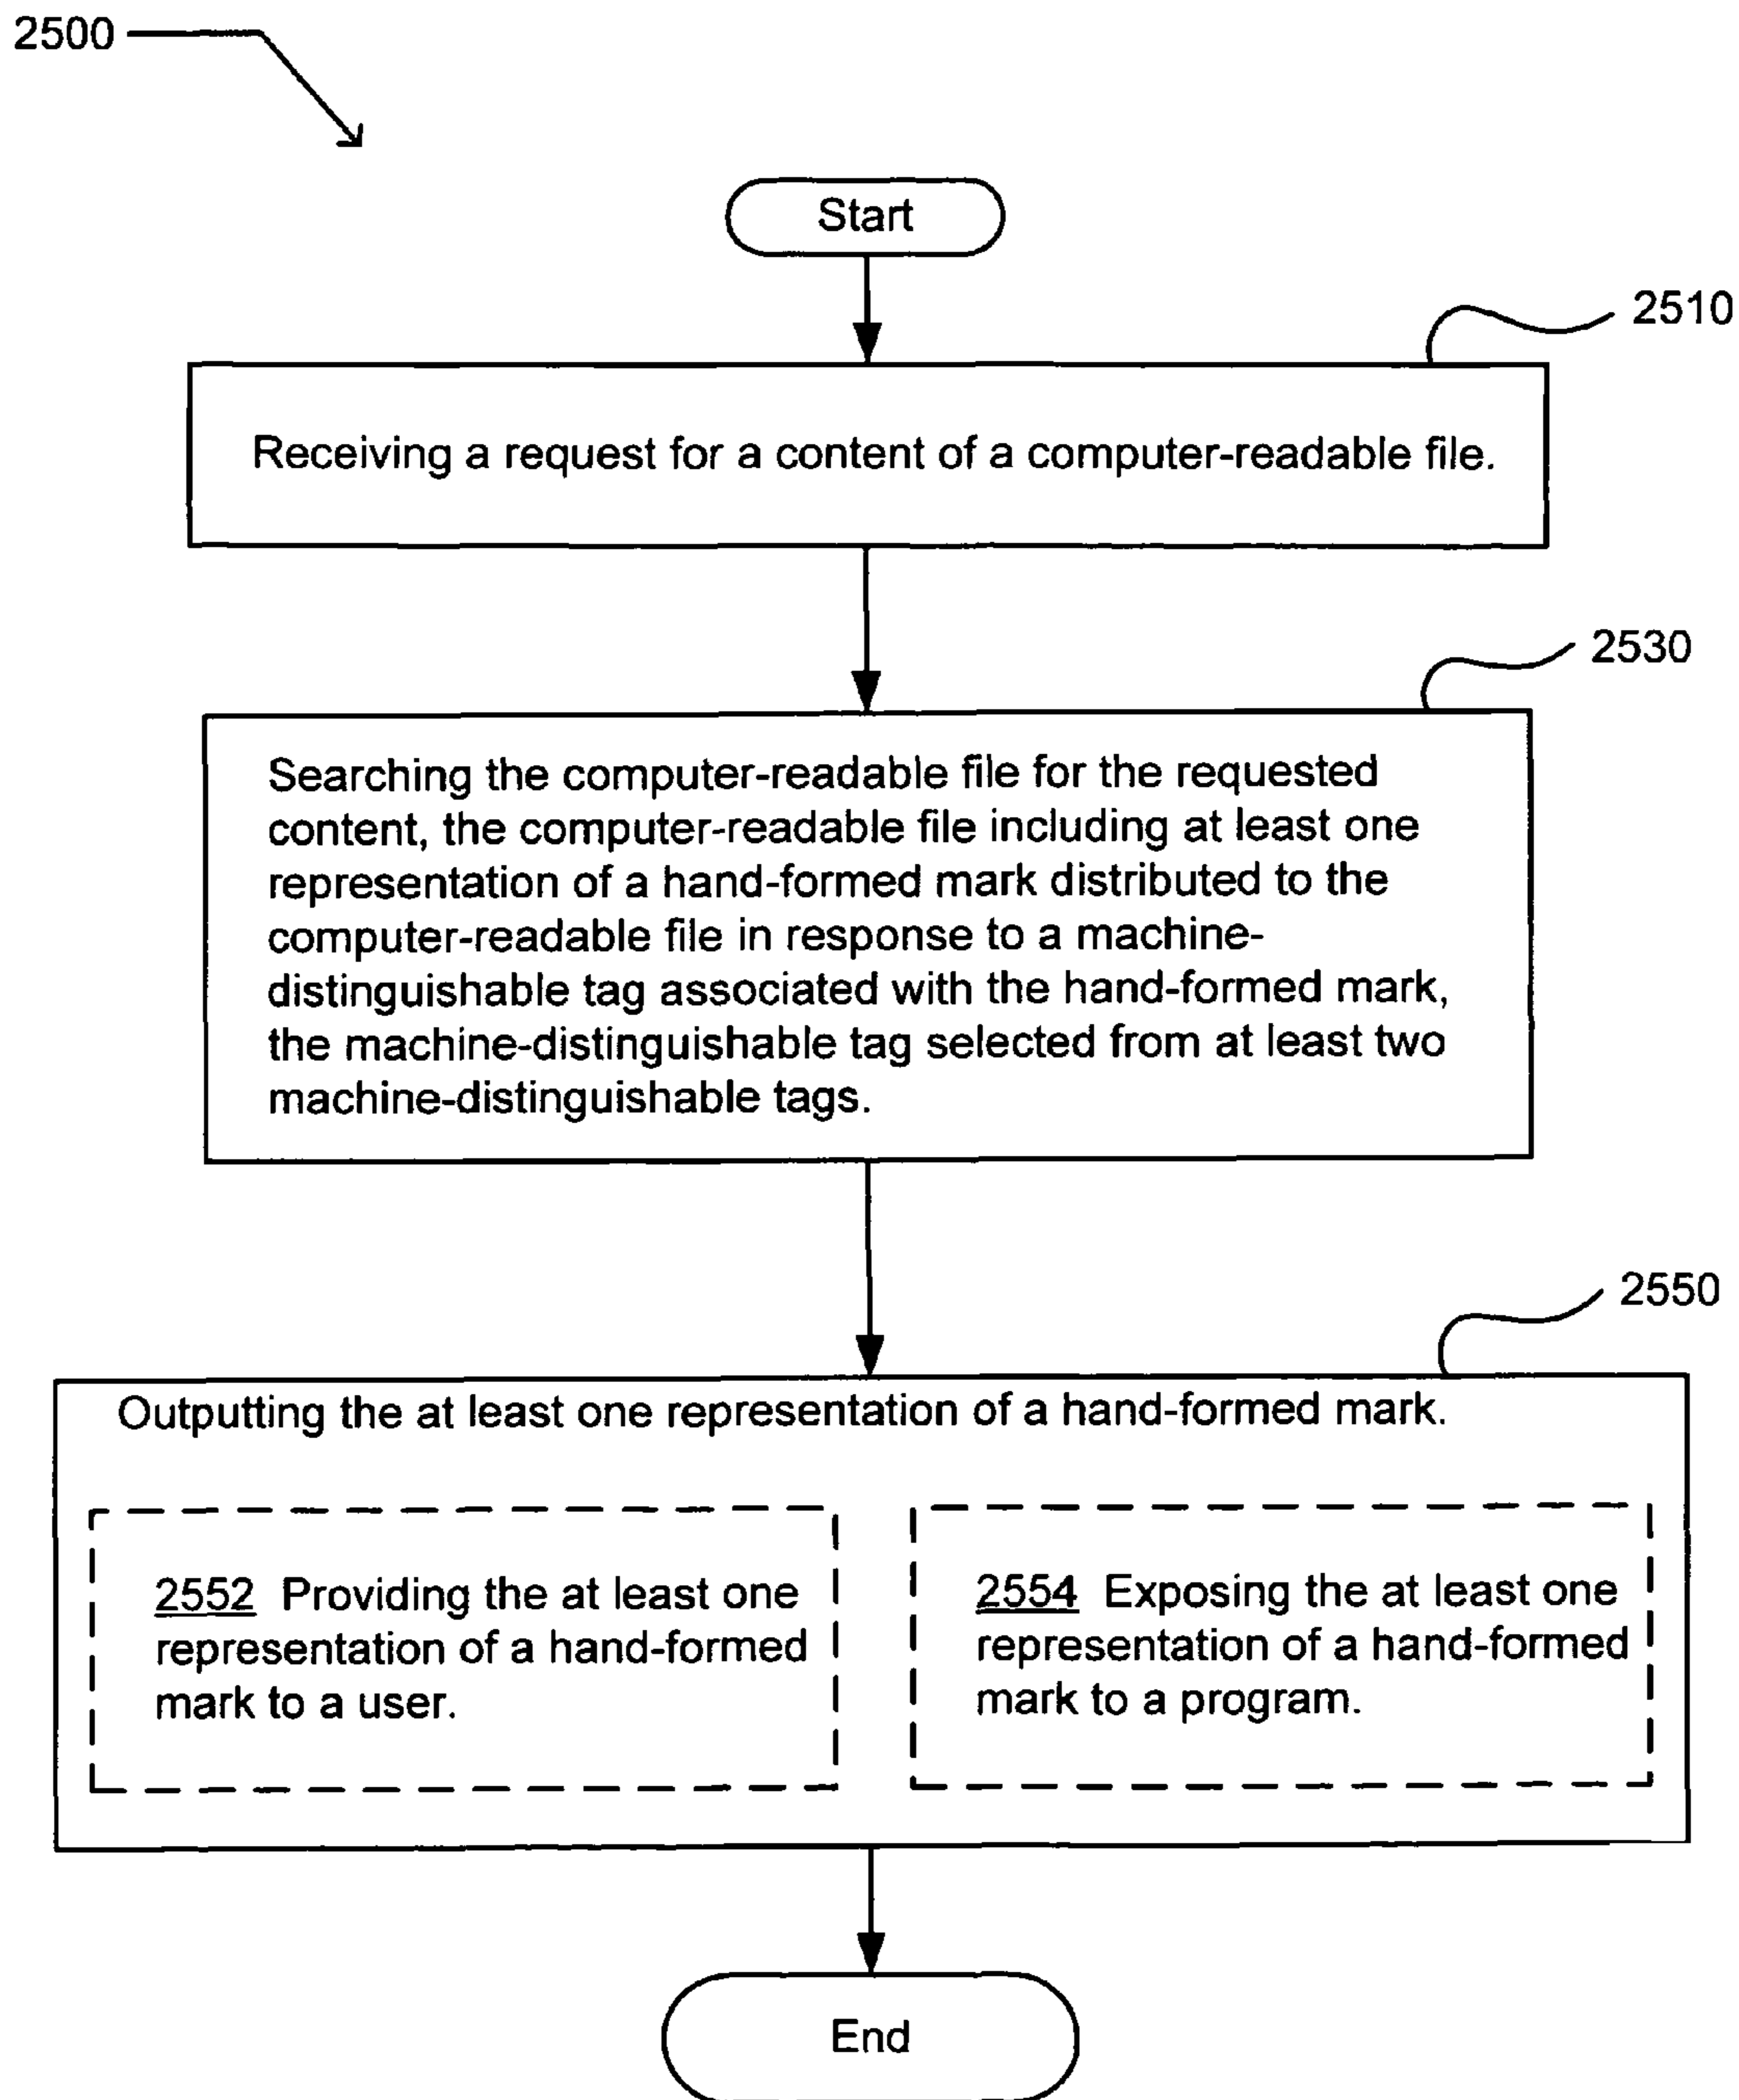 2500
Start
2510
Receiving a request for a content of a computer-readable file.
2530
Searching the computer-readable file for the requested
content, the computer-readable file including at least one
representation of a hand-formed mark distributed to the
computer-readable file in response to a machine-
distinguishable tag associated with the hand-formed mark,
the machine-distinguishable tag selected from at least two
machine-distinguishable tags.
2550
Outputting the at least one representation of a hand-formed mark.
2552 Providing the at least one
representation of a hand-formed
mark to a user.
2554 Exposing the at least one
representation of a hand-formed
mark to a program.
End